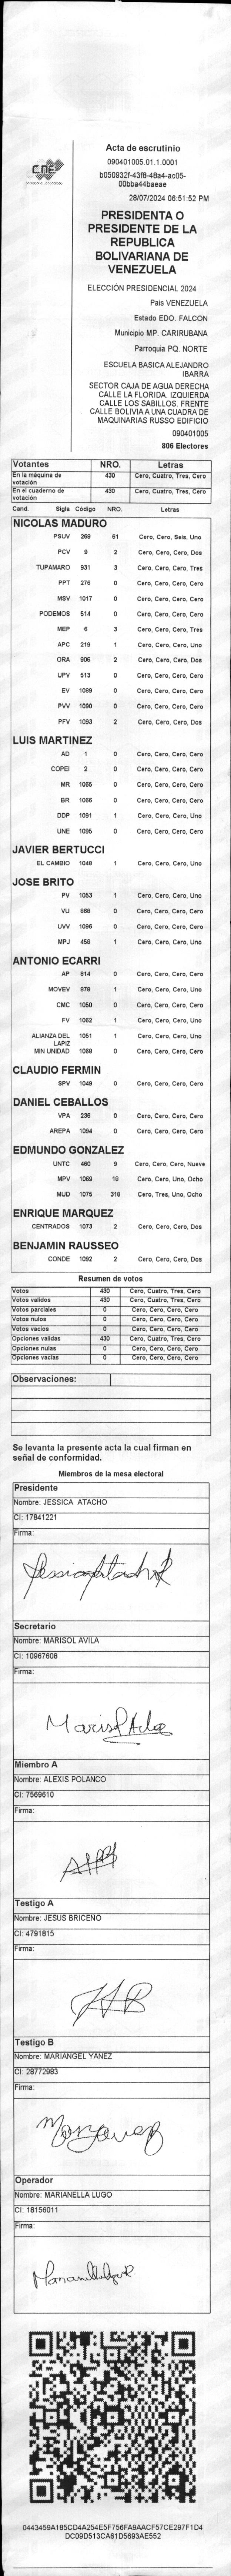 CNE
Acta de escrutinio
090401005.01.1.0001
b050932f-43f8-48a4-ac05-
00bba44baeae
28/07/2024 06:51:52 PM
PRESIDENTA O
PRESIDENTE DE LA
REPUBLICA
BOLIVARIANA DE
VENEZUELA
ELECCIÓN PRESIDENCIAL 2024
Pais VENEZUELA
Estado EDO. FALCON
Municipio MP. CARIRUBANA
Parroquia PQ. NORTE
ESCUELA BASICA ALEJANDRO
IBARRA
SECTOR CAJA DE AGUA DERECHA
CALLE LA FLORIDA. IZQUIERDA
CALLE LOS SABILLOS. FRENTE
CALLE BOLIVIA A UNA CUADRA DE
MAQUINARIAS RUSSO EDIFICIO
090401005
806 Electores
Votantes NRO. Letras
En la máquina de votación 430 Cero, Cuatro, Tres, Cero
En el cuaderno de votación 430 Cero, Cuatro, Tres, Cero
Cand. Sigla Código NRO. Letras
NICOLAS MADURO
PSUV 269 61 Cero, Cero, Seis, Uno
PCV 9 2 Cero, Cero, Cero, Dos
TUPAMARO 931 3 Cero, Cero, Cero, Tres
PPT 276 0 Cero, Cero, Cero, Cero
MSV 1017 0 Cero, Cero, Cero, Cero
PODEMOS 514 0 Cero, Cero, Cero, Cero
MEP 6 3 Cero, Cero, Cero, Tres
APC 219 1 Cero, Cero, Cero, Uno
ORA 906 2 Cero, Cero, Cero, Dos
UPV 513 0 Cero, Cero, Cero, Cero
EV 1089 0 Cero, Cero, Cero, Cero
PVV 1090 0 Cero, Cero, Cero, Cero
PFV 1093 2 Cero, Cero, Cero, Dos
LUIS MARTINEZ
AD 1 0 Cero, Cero, Cero, Cero
COPEI 2 0 Cero, Cero, Cero, Cero
MR 1065 0 Cero, Cero, Cero, Cero
BR 1066 0 Cero, Cero, Cero, Cero
DDP 1091 1 Cero, Cero, Cero, Uno
UNE 1095 0 Cero, Cero, Cero, Cero
JAVIER BERTUCCI
EL CAMBIO 1048 1 Cero, Cero, Cero, Uno
JOSE BRITO
PV 1053 1 Cero, Cero, Cero, Uno
VU 868 0 Cero, Cero, Cero, Cero
UVV 1096 0 Cero, Cero, Cero, Cero
MPJ 458 1 Cero, Cero, Cero, Uno
ANTONIO ECARRI
AP 814 0 Cero, Cero, Cero, Cero
MOVEV 878 1 Cero, Cero, Cero, Uno
CMC 1050 0 Cero, Cero, Cero, Cero
FV 1062 1 Cero, Cero, Cero, Uno
ALIANZA DEL LAPIZ 1051 1 Cero, Cero, Cero, Uno
MIN UNIDAD 1068 0 Cero, Cero, Cero, Cero
CLAUDIO FERMIN
SPV 1049 0 Cero, Cero, Cero, Cero
DANIEL CEBALLOS
VPA 236 0 Cero, Cero, Cero, Cero
AREPA 1094 0 Cero, Cero, Cero, Cero
EDMUNDO GONZALEZ
UNTC 460 9 Cero, Cero, Cero, Nueve
MPV 1069 18 Cero, Cero, Uno, Ocho
MUD 1075 318 Cero, Tres, Uno, Ocho
ENRIQUE MARQUEZ
CENTRADOS 1073 2 Cero, Cero, Cero, Dos
BENJAMIN RAUSSEO
CONDE 1092 2 Cero, Cero, Cero, Dos
Resumen de votos
Votos 430 Cero, Cuatro, Tres, Cero
Votos validos 430 Cero, Cuatro, Tres, Cero
Votos parciales 0 Cero, Cero, Cero, Cero
Votos nulos 0 Cero, Cero, Cero, Cero
Votos vacios 0 Cero, Cero, Cero, Cero
Opciones validas 430 Cero, Cuatro, Tres, Cero
Opciones nulas 0 Cero, Cero, Cero, Cero
Opciones vacias 0 Cero, Cero, Cero, Cero
Observaciones:
Se levanta la presente acta la cual firman en
señal de conformidad.
Miembros de la mesa electoral
Presidente
Nombre: JESSICA ATACHO
CI: 17841221
Firma:
Secretario
Nombre: MARISOL AVILA
CI: 10967608
Firma:
Marisol Avila
Miembro A
Nombre: ALEXIS POLANCO
CI: 7569610
Firma:
Testigo A
Nombre: JESUS BRICENO
CI: 4791815
Firma:
Testigo B
Nombre: MARIANGEL YANEZ
CI: 28772983
Firma:
Operador
Nombre: MARIANELLA LUGO
CI: 18156011
Firma:
0443459A185CD4A254E5F756FA9AACF57CE297F1D4
DC09D513CA61D5693AE552